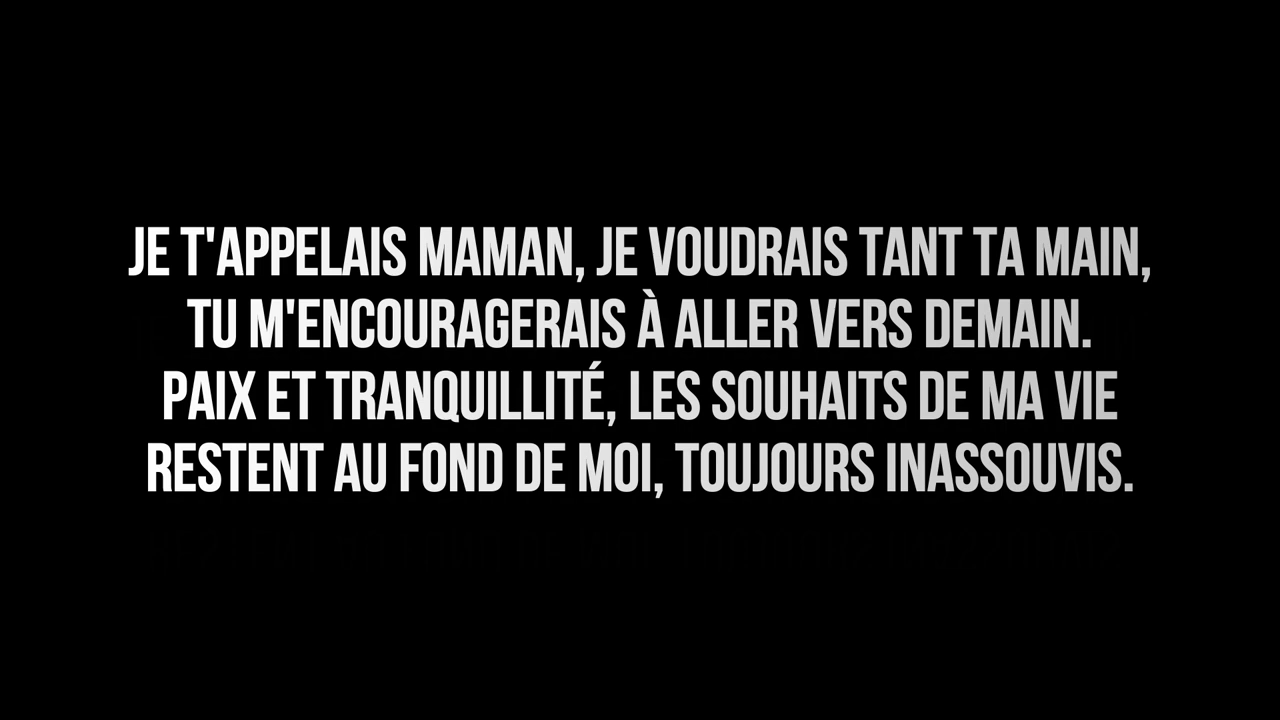 JE T'APPELAIS MAMAN, JE VOUDRAIS TANT TA MAIN,
TU M'ENCOURAGERAIS À ALLER VERS DEMAIN.
PAIX ET TRANQUILLITÉ, LES SOUHAITS DE MA VIE
RESTENT AU FOND DE MOI, TOUJOURS INASSOUVIS.